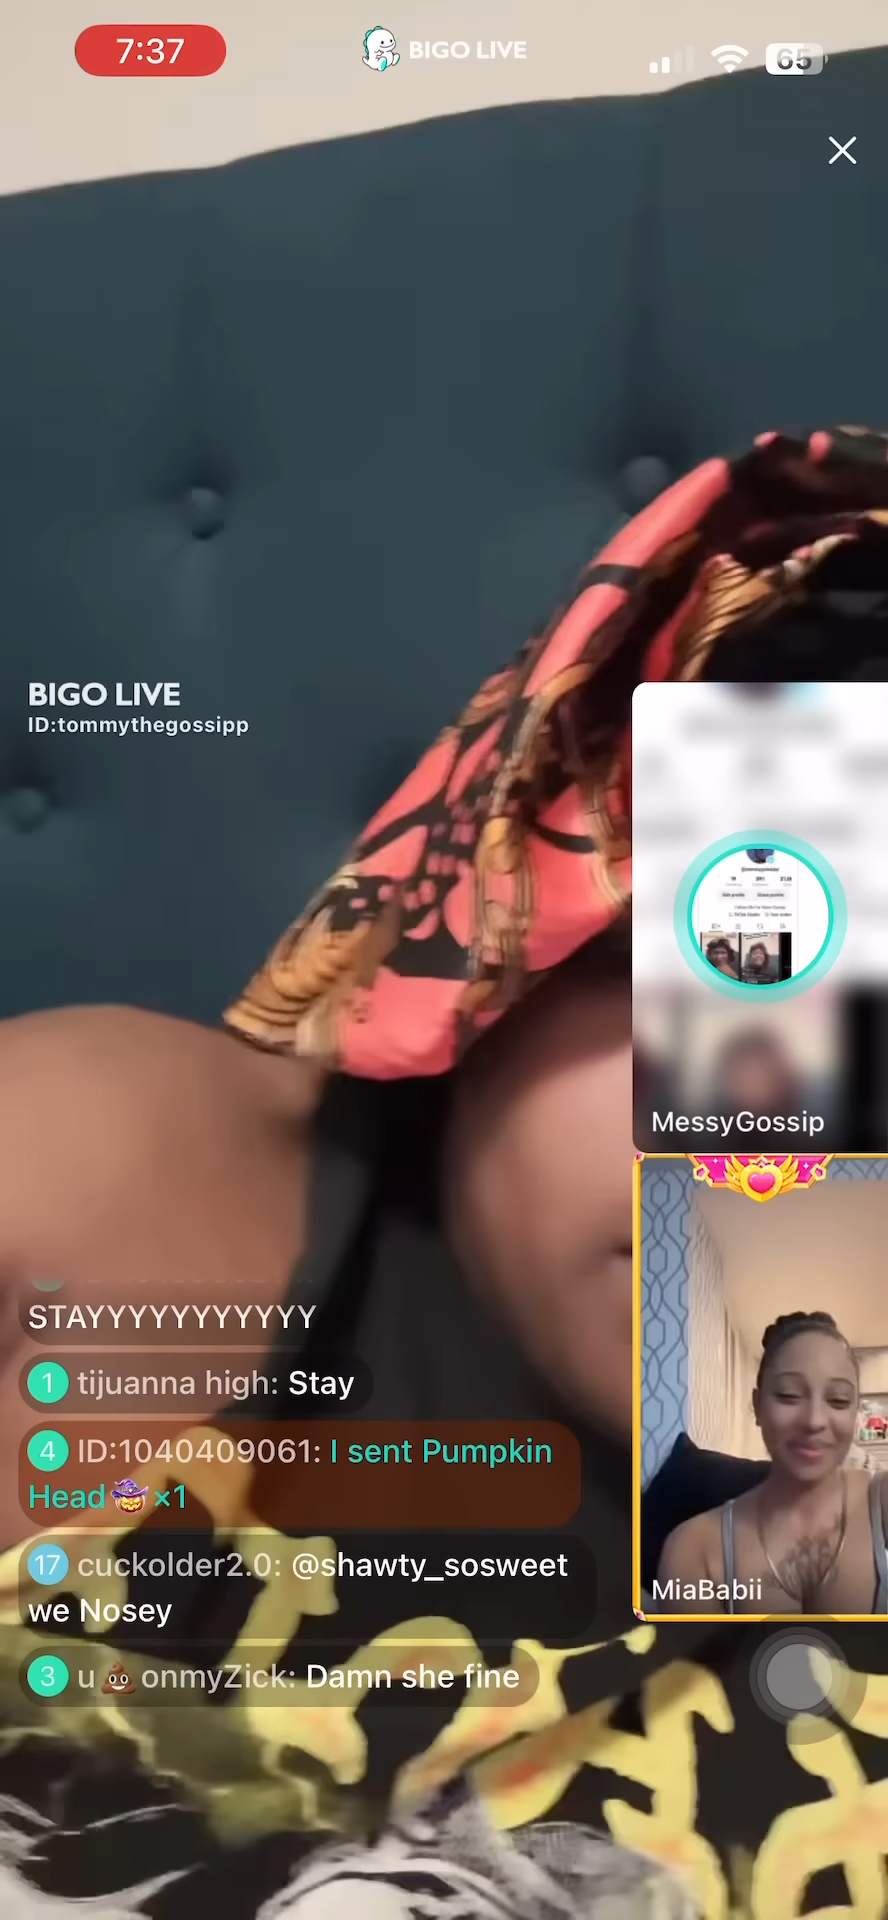 7:37
BIGO LIVE
65
BIGO LIVE
ID:tommythegossipp
MessyGossip
STAYYYYYYYYYYY
1 tijuanna high: Stay
4 ID:1040409061: I sent Pumpkin
Head🎃×1
17 cuckolder2.0: @shawty_sosweet
we Nosey
MiaBabii
3 u💩onmyZick: Damn she fine